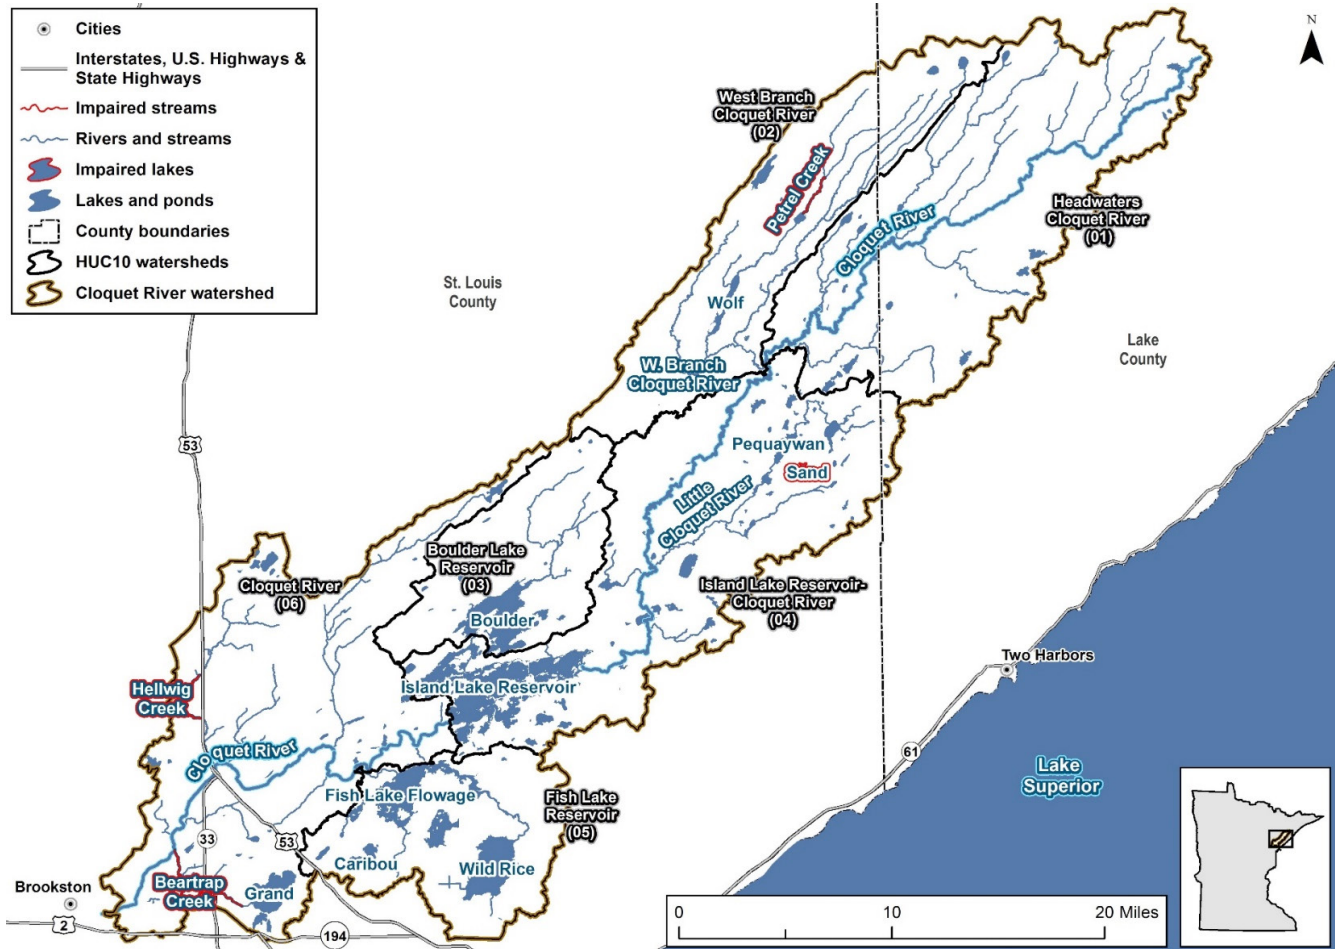 Cities
Interstates, U.S. Highways &
State Highways
Impaired streams
Rivers and streams
Impaired lakes
Lakes and ponds
County boundaries
HUC10 watersheds
Cloquet River watershed
N
West Branch
Cloquet River
(02)
Petrel Creek
Headwaters
Cloquet River
(01)
Cloquet River
St. Louis
County
Wolf
Lake
County
W. Branch
Cloquet River
53
Pequaywan
Sand
Little
Cloquet River
Boulder Lake
Reservoir
(03)
Cloquet River
(06)
Island Lake Reservoir-
Cloquet River
(04)
Boulder
Two Harbors
Island Lake Reservoir
Hellwig
Creek
Cloquet River
61
Lake
Superior
Fish Lake Flowage
Fish Lake
Reservoir
(05)
33
53
Caribou
Wild Rice
Brookston
Beartrap
Creek
Grand
2
194
0
10
20 Miles